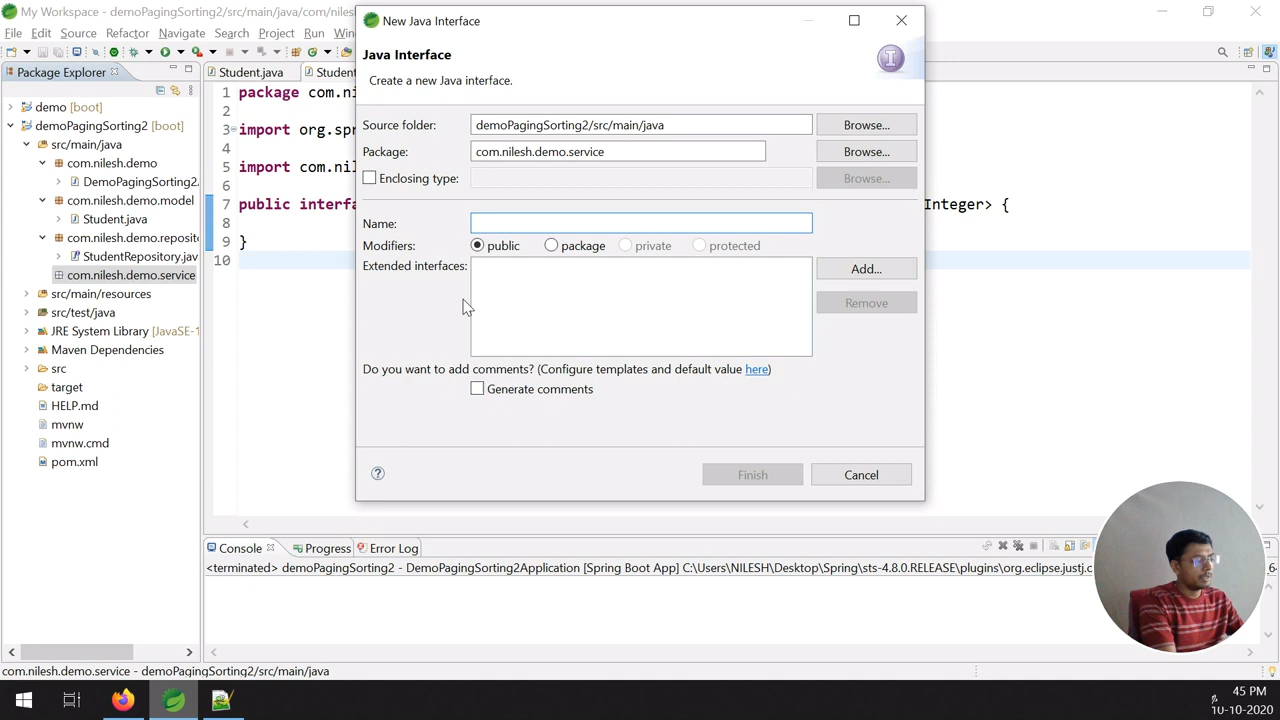 My Workspace - demoPagingSorting2/src/main/java/com/nilesh
New Java Interface
File Edit Source Refactor Navigate Search Project Run
Java Interface
Create a new Java interface.
Package Explorer
Student.java
demo [boot]
demoPagingSorting2 [boot]
src/main/java
com.nilesh.demo
DemoPagingSorting2
com.nilesh.demo.model
Student.java
com.nilesh.demo.reposit
StudentRepository.jav
com.nilesh.demo.service
src/main/resources
src/test/java
JRE System Library [JavaSE-1
Maven Dependencies
src
target
HELP.md
mvnw
mvnw.cmd
pom.xml
1 package com.ni
2
3 import org.spr
4
5 import com.nil
6
7 public interfa Integer> {
8
9 }
10
Source folder: demoPagingSorting2/src/main/java Browse...
Package: com.nilesh.demo.service Browse...
Enclosing type: Browse...
Name:
Modifiers: public package private protected
Extended interfaces: Add...
Remove
Do you want to add comments? (Configure templates and default value here)
Generate comments
Finish Cancel
Console Progress Error Log
<terminated> demoPagingSorting2 - DemoPagingSorting2Application [Spring Boot App] C:\Users\NILESH\Desktop\Spring\sts-4.8.0.RELEASE\plugins\org.eclipse.justj.c
com.nilesh.demo.service - demoPagingSorting2/src/main/java
45 PM
10-10-2020